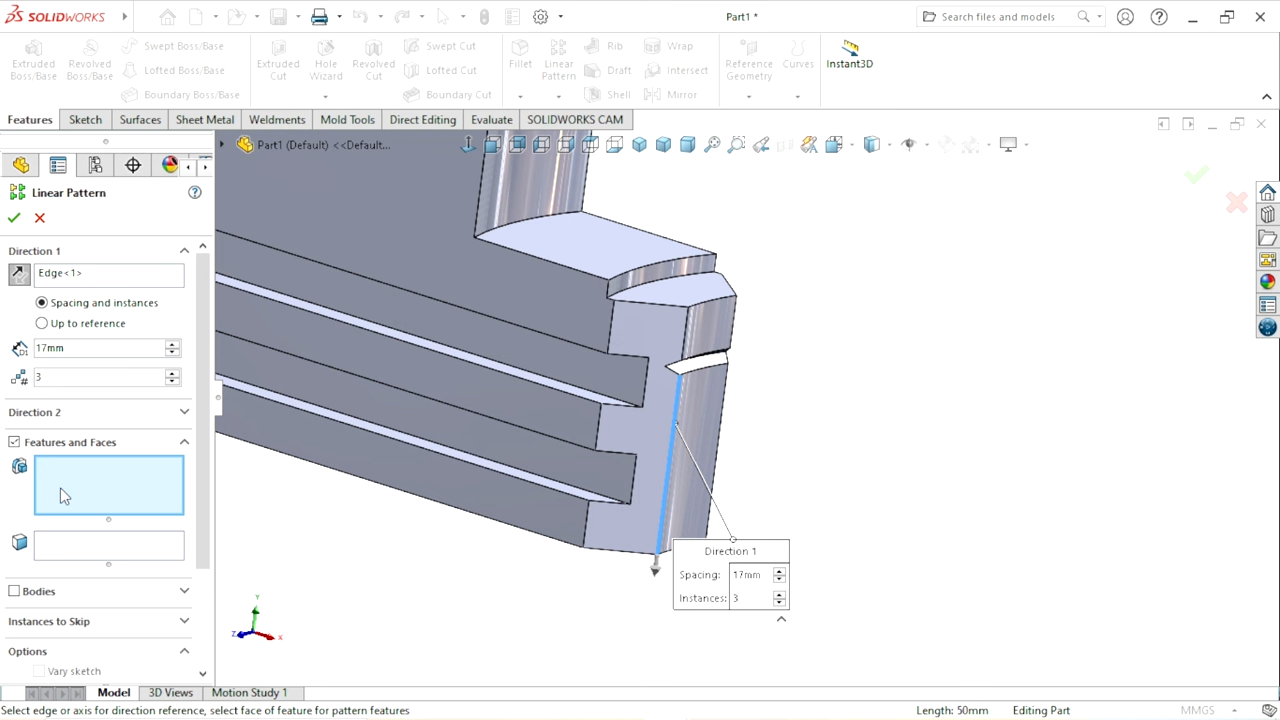 SOLIDWORKS
Part1 *
Search files and models
Extruded Boss/Base
Revolved Boss/Base
Swept Boss/Base
Lofted Boss/Base
Boundary Boss/Base
Extruded Cut
Hole Wizard
Revolved Cut
Swept Cut
Lofted Cut
Boundary Cut
Fillet
Linear Pattern
Rib
Draft
Shell
Wrap
Intersect
Mirror
Reference Geometry
Curves
Instant3D
Features
Sketch
Surfaces
Sheet Metal
Weldments
Mold Tools
Direct Editing
Evaluate
SOLIDWORKS CAM
Part1 (Default) <<Default...
Linear Pattern
Direction 1
Edge<1>
Spacing and instances
Up to reference
17mm
3
Direction 2
Features and Faces
Bodies
Instances to Skip
Options
Vary sketch
Direction 1
Spacing: 17mm
Instances: 3
Y
Z
X
Model
3D Views
Motion Study 1
Select edge or axis for direction reference, select face of feature for pattern features
Length: 50mm
Editing Part
MMGS